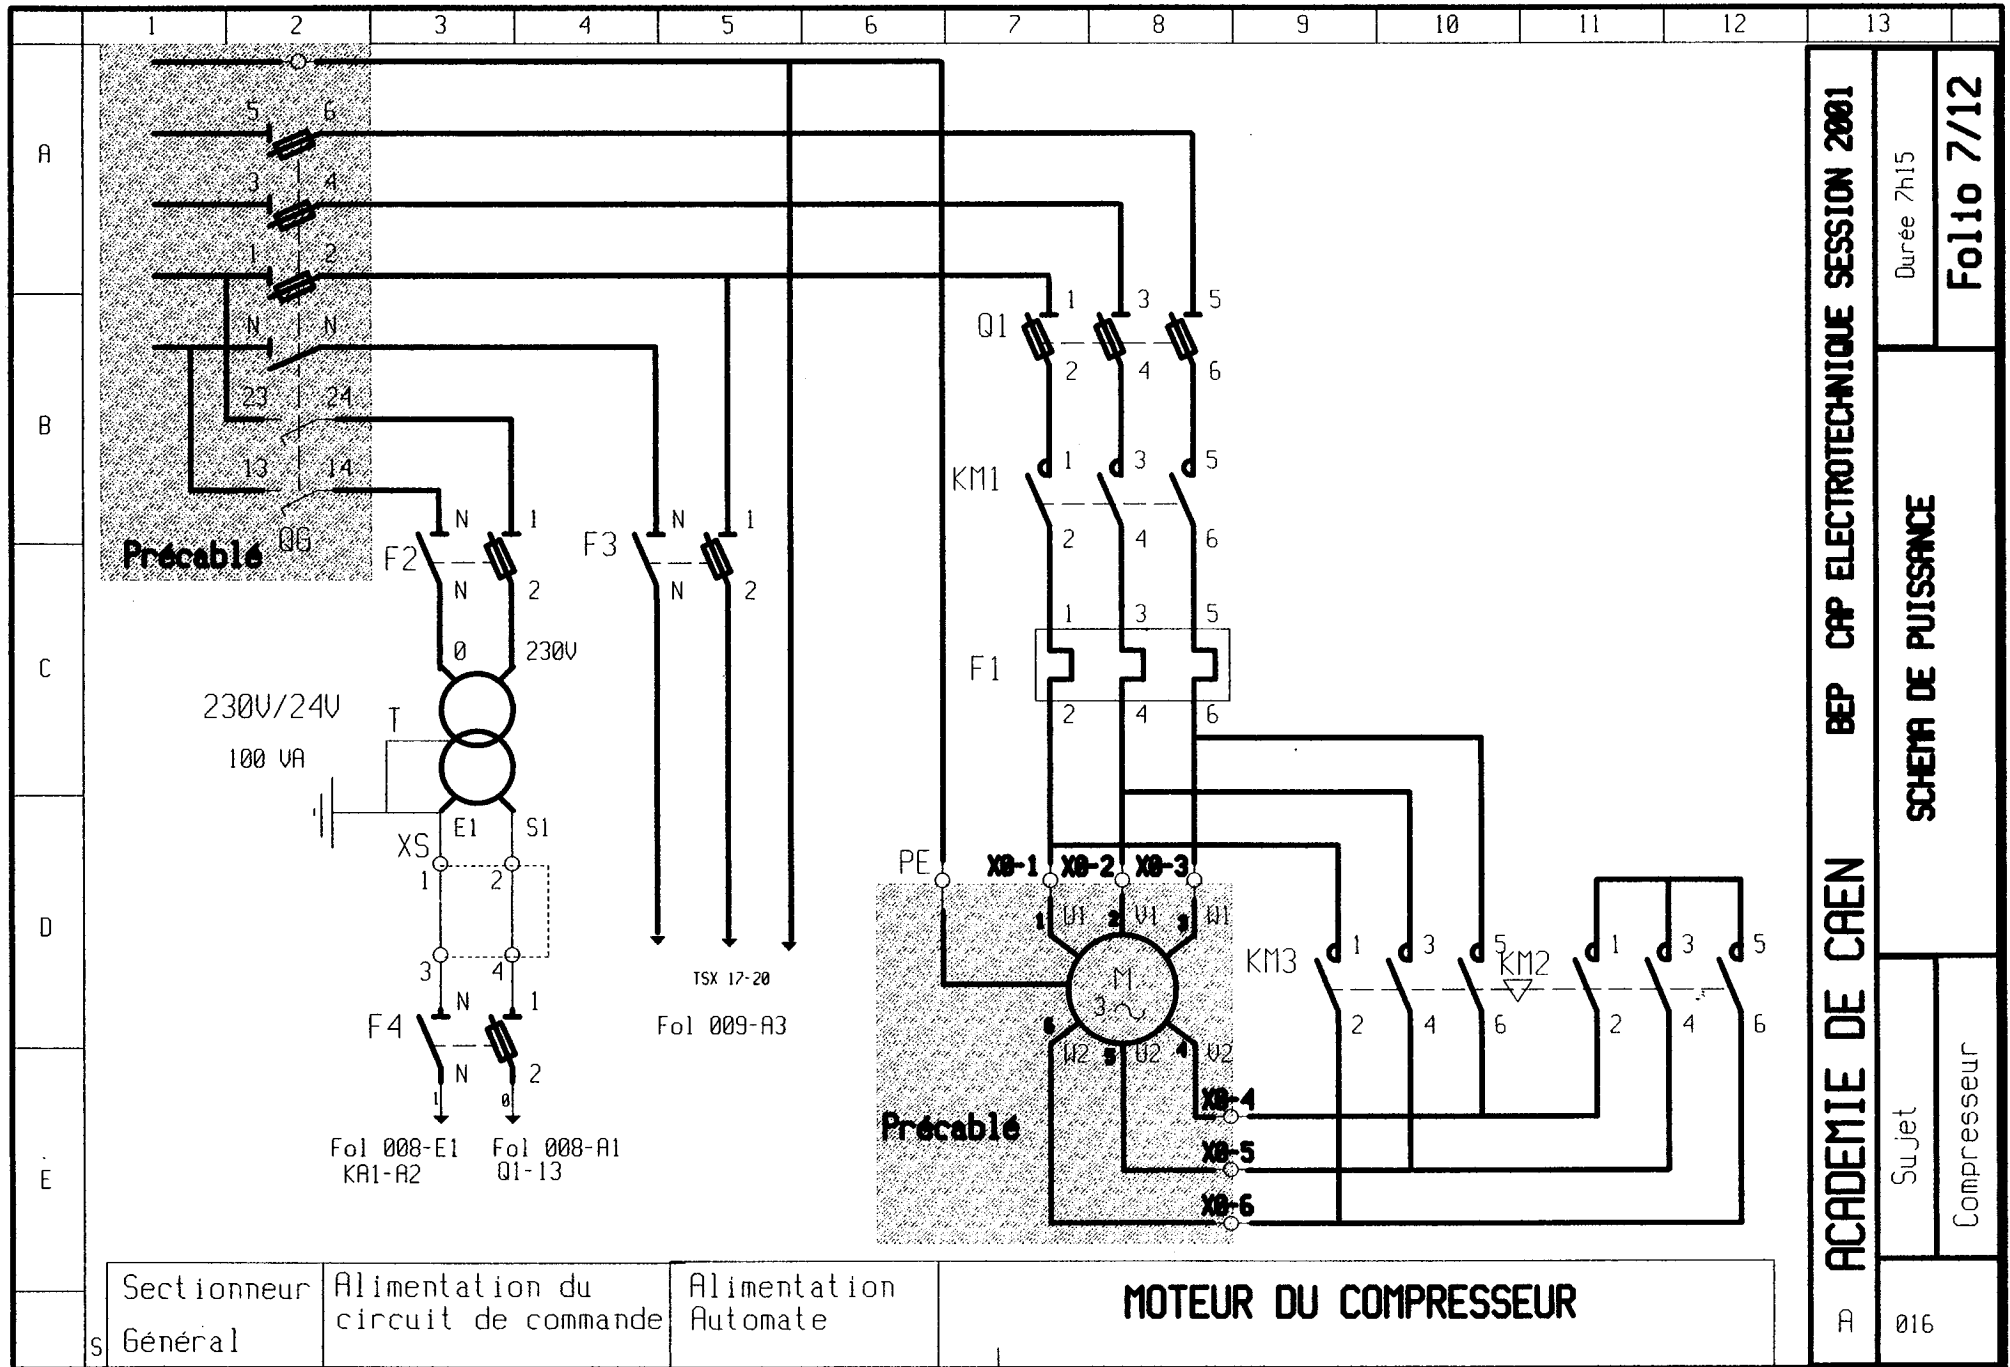 1 2 3 4 5 6 7 8 9 10 11 12 13
A
B
C
D
E
5 6
3 4
1 2
N N
23 24
13 14
QG
Précablé
F2
N 1
N 2
0 230V
230V/24V
T
100 VA
E1 S1
XS
1 2
3 4
F4
N 1
N 2
1 0
Fol 008-E1
KA1-A2
Fol 008-A1
Q1-13
F3
N 1
N 2
TSX 17-20
Fol 009-A3
Q1
1 3 5
2 4 6
KM1
1 3 5
2 4 6
F1
1 3 5
2 4 6
PE X0-1 X0-2 X0-3
1 U1 2 V1 3 W1
M
3
6 W2 5 U2 4 V2
Précablé
X0-4
X0-5
X0-6
KM3
1 3 5
2 4 6
KM2
1 3 5
2 4 6
Sectionneur
Général
Alimentation du
circuit de commande
Alimentation
Automate
MOTEUR DU COMPRESSEUR
S
ACADEMIE DE CAEN BEP CAP ELECTROTECHNIQUE SESSION 2001
Durée 7h15
Folio 7/12
SCHEMA DE PUISSANCE
Sujet
Compresseur
A
016